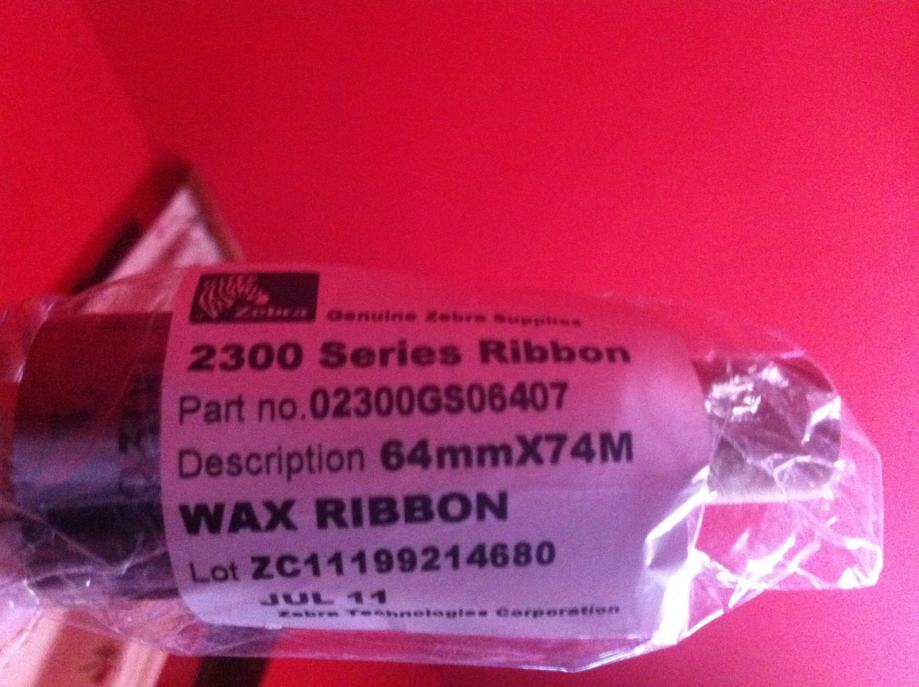 Zebra Genuine Zebra Supplies
2300 Series Ribbon
Part no.02300GS06407
Description 64mmX74M
WAX RIBBON
Lot ZC11199214680
JUL 11
Zebra Technologies Corporation